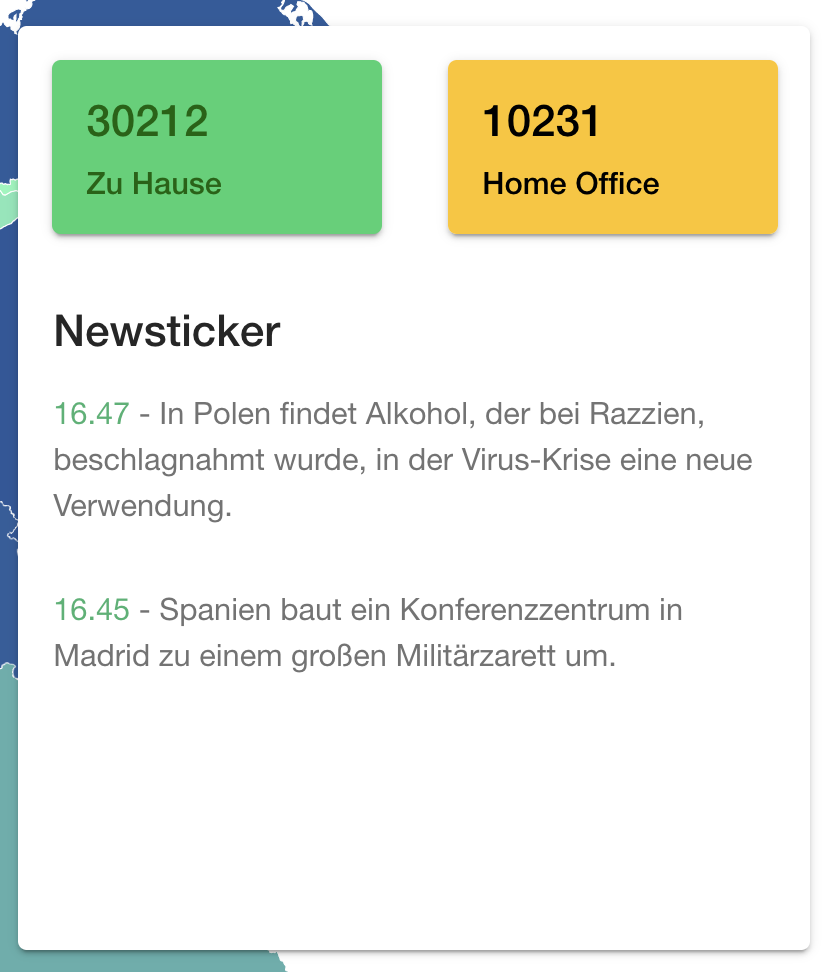 30212
Zu Hause
10231
Home Office
Newsticker
16.47 - In Polen findet Alkohol, der bei Razzien,
beschlagnahmt wurde, in der Virus-Krise eine neue
Verwendung.
16.45 - Spanien baut ein Konferenzzentrum in
Madrid zu einem großen Militärzarett um.